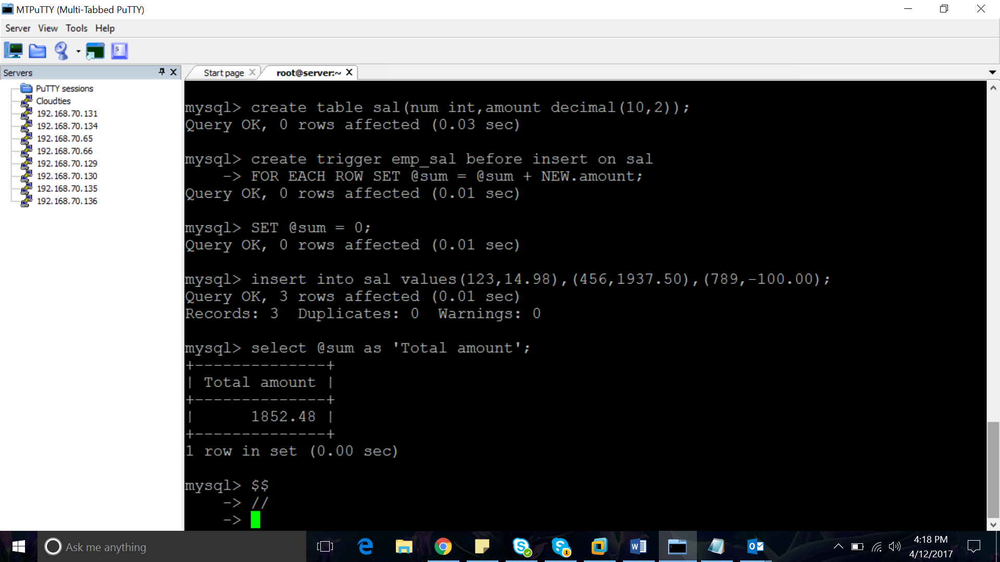 MTPuTTY (Multi-Tabbed PuTTY)
Server View Tools Help
Servers
PuTTY sessions
Cloudties
192.168.70.131
192.168.70.134
192.168.70.65
192.168.70.66
192.168.70.129
192.168.70.130
192.168.70.135
192.168.70.136
Start page root@server:~
mysql> create table sal(num int,amount decimal(10,2));
Query OK, 0 rows affected (0.03 sec)
mysql> create trigger emp_sal before insert on sal
-> FOR EACH ROW SET @sum = @sum + NEW.amount;
Query OK, 0 rows affected (0.01 sec)
mysql> SET @sum = 0;
Query OK, 0 rows affected (0.01 sec)
mysql> insert into sal values(123,14.98),(456,1937.50),(789,-100.00);
Query OK, 3 rows affected (0.01 sec)
Records: 3  Duplicates: 0  Warnings: 0
mysql> select @sum as 'Total amount';
+--------------+
| Total amount |
+--------------+
|      1852.48 |
+--------------+
1 row in set (0.00 sec)
mysql> $$
-> //
->
Ask me anything
4:18 PM
4/12/2017